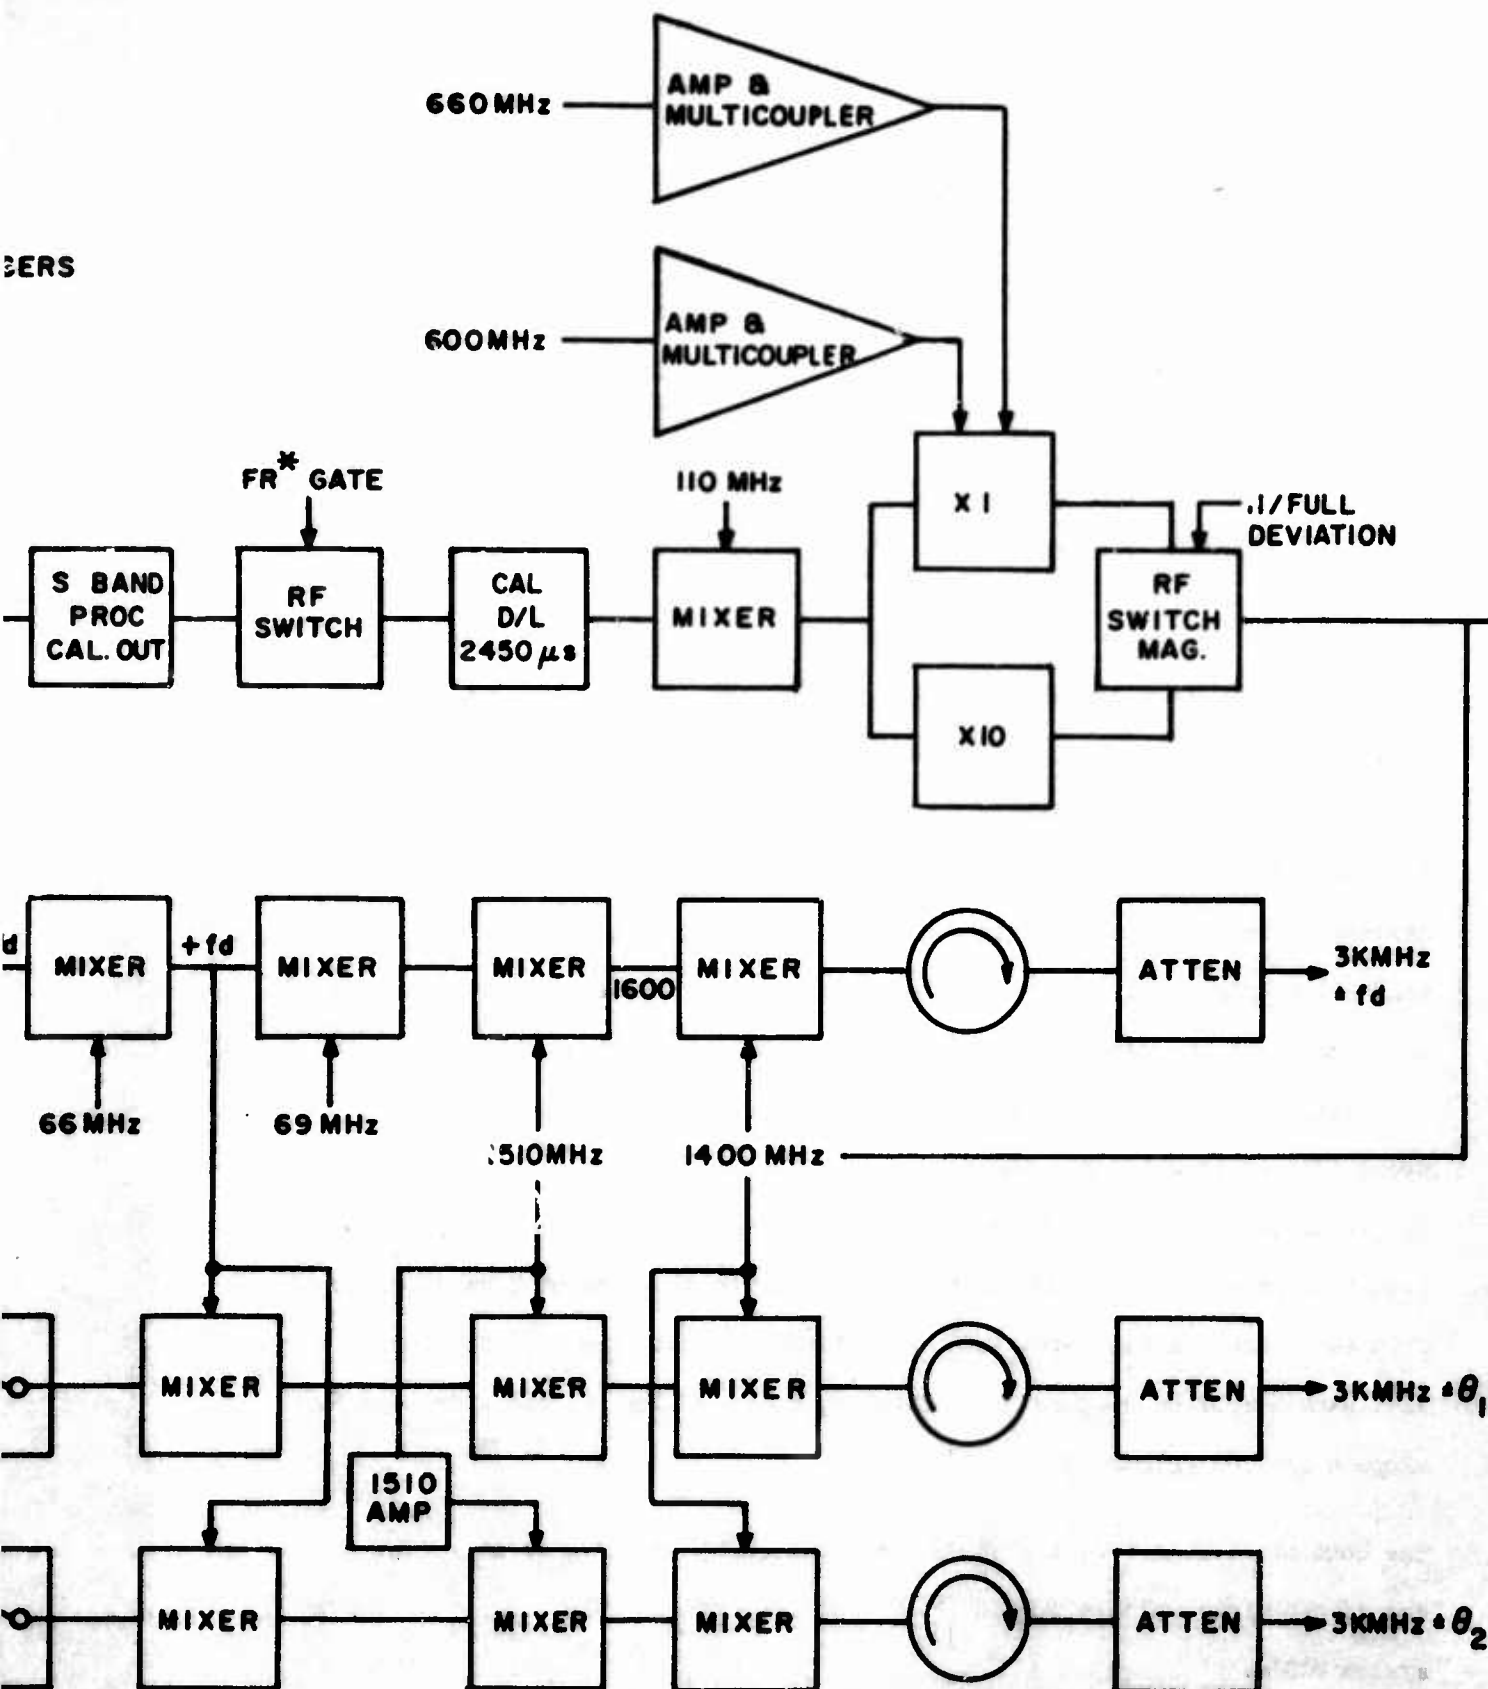 660MHz
AMP &
MULTICOUPLER
600MHz
AMP &
MULTICOUPLER
FR* GATE
110 MHz
X 1
.1/FULL
DEVIATION
S BAND
PROC
CAL. OUT
RF
SWITCH
CAL
D/L
2450 μs
MIXER
RF
SWITCH
MAG.
X10
d
MIXER
+fd
MIXER
MIXER
1600
MIXER
ATTEN
3KMHz
± fd
66 MHz
69 MHz
510MHz
1400 MHz
MIXER
MIXER
MIXER
ATTEN
3KMHz ± θ1
1510
AMP
MIXER
MIXER
MIXER
ATTEN
3KMHz ± θ2